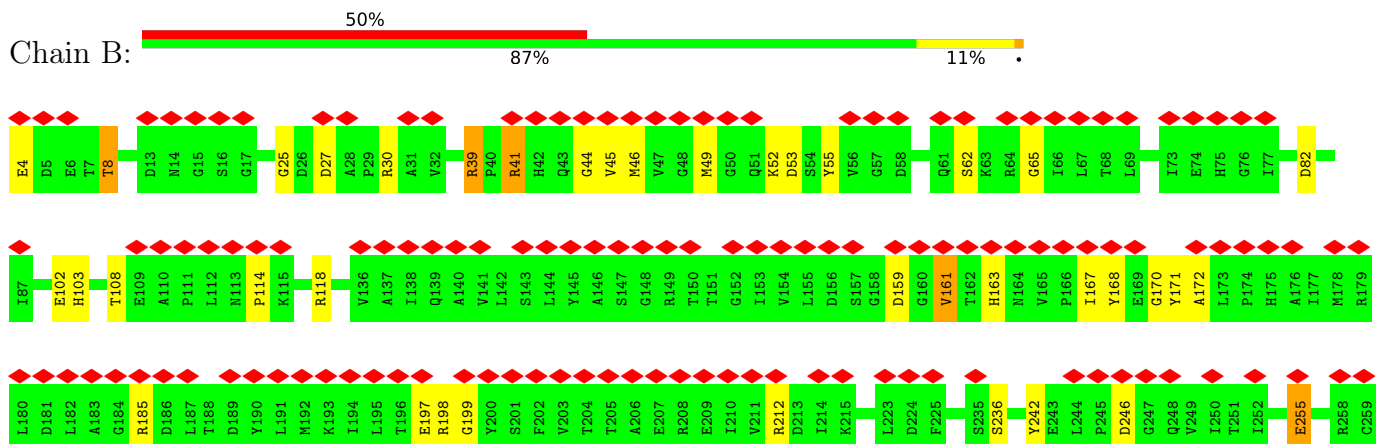 50%
Chain B:
87% 11% •
E4 D5 E6 T7 T8 D13 N14 G15 S16 G17 G25 D26 D27 A28 P29 R30 A31 V32 R39 P40 R41 H42 Q43 G44 V45 M46 V47 G48 M49 G50 Q51 K52 D53 S54 Y55 V56 G57 D58 Q61 S62 K63 R64 G65 I66 L67 T68 L69 I73 E74 H75 G76 I77 D82
I87 E102 H103 T108 E109 A110 P111 L112 N113 P114 K115 R118 V136 A137 I138 Q139 A140 V141 L142 S143 L144 Y145 A146 S147 G148 R149 T150 T151 G152 I153 V154 L155 D156 S157 G158 D159 G160 V161 T162 H163 N164 V165 P166 I167 Y168 E169 G170 Y171 A172 L173 P174 H175 A176 I177 M178 R179
L180 D181 L182 A183 G184 R185 D186 L187 T188 D189 Y190 L191 M192 K193 I194 L195 T196 E197 R198 G199 Y200 S201 F202 V203 T204 T205 A206 E207 R208 E209 I210 V211 R212 D213 I214 K215 L223 D224 F225 S235 S236 Y242 E243 L244 P245 D246 G247 Q248 V249 I250 T251 I252 E255 R258 C259